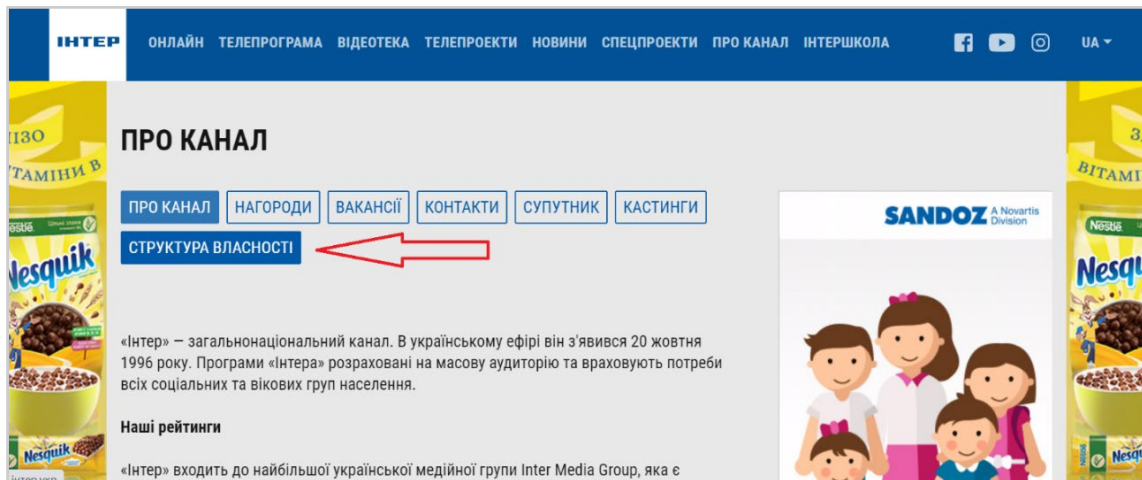 ІНТЕР ОНЛАЙН ТЕЛЕПРОГРАМА ВІДЕОТЕКА ТЕЛЕПРОЕКТИ НОВИНИ СПЕЦПРОЕКТИ ПРО КАНАЛ ІНТЕРШКОЛА UA
ПРО КАНАЛ
ПРО КАНАЛ НАГОРОДИ ВАКАНСІЇ КОНТАКТИ СУПУТНИК КАСТИНГИ
СТРУКТУРА ВЛАСНОСТІ
«Інтер» — загальнонаціональний канал. В українському ефірі він з'явився 20 жовтня
1996 року. Програми «Інтера» розраховані на масову аудиторію та враховують потреби
всіх соціальних та вікових груп населення.
Наші рейтинги
«Інтер» входить до найбільшої української медійної групи Inter Media Group, яка є
SANDOZ A Novartis
Division
ВІТАМІНИ В
Nestlé
Nesquik
Nesquik
Nestlé